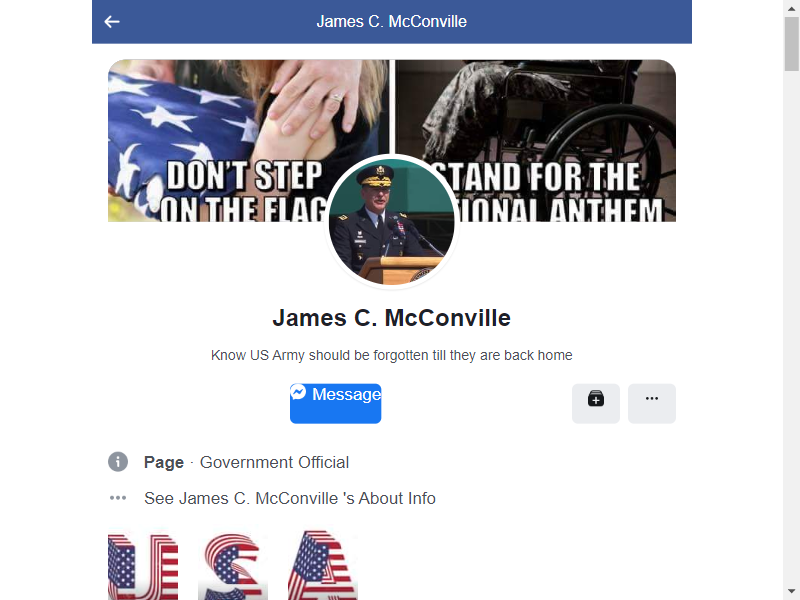 James C. McConville
DON'T STEP
ON THE FLAG
STAND FOR THE
IONAL ANTHEM
James C. McConville
Know US Army should be forgotten till they are back home
Message
Page · Government Official
See James C. McConville 's About Info
USA